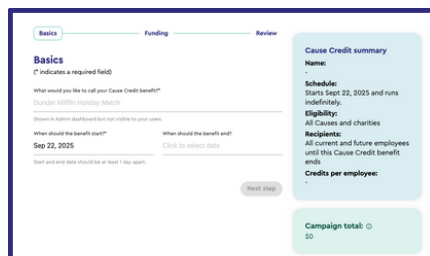 Basics
Funding
Review
Basics
(* indicates a required field)
What would you like to call your Cause Credit benefit?*
Dunder Mifflin Holiday Match
Shown in Admin dashboard but not visible to your users.
When should the benefit start?*
When should the benefit end?
Sep 22, 2025
Click to select date
Start and end date should be at least 1 day apart.
Next step
Cause Credit summary
Name:
-
Schedule:
Starts Sept 22, 2025 and runs
indefinitely.
Eligibility:
All Causes and charities
Recipients:
All current and future employees
until this Cause Credit benefit
ends
Credits per employee:
-
Campaign total:
$0